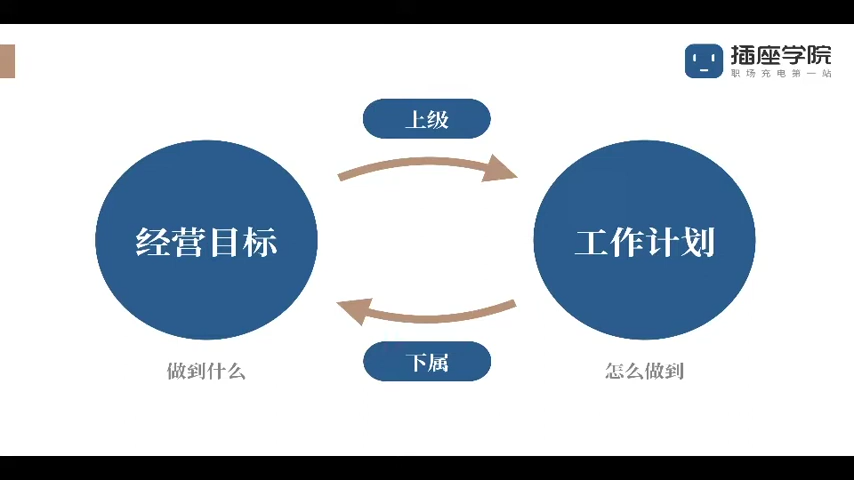 插座学院
职场充电第一站
上级
经营目标
工作计划
下属
做到什么
怎么做到